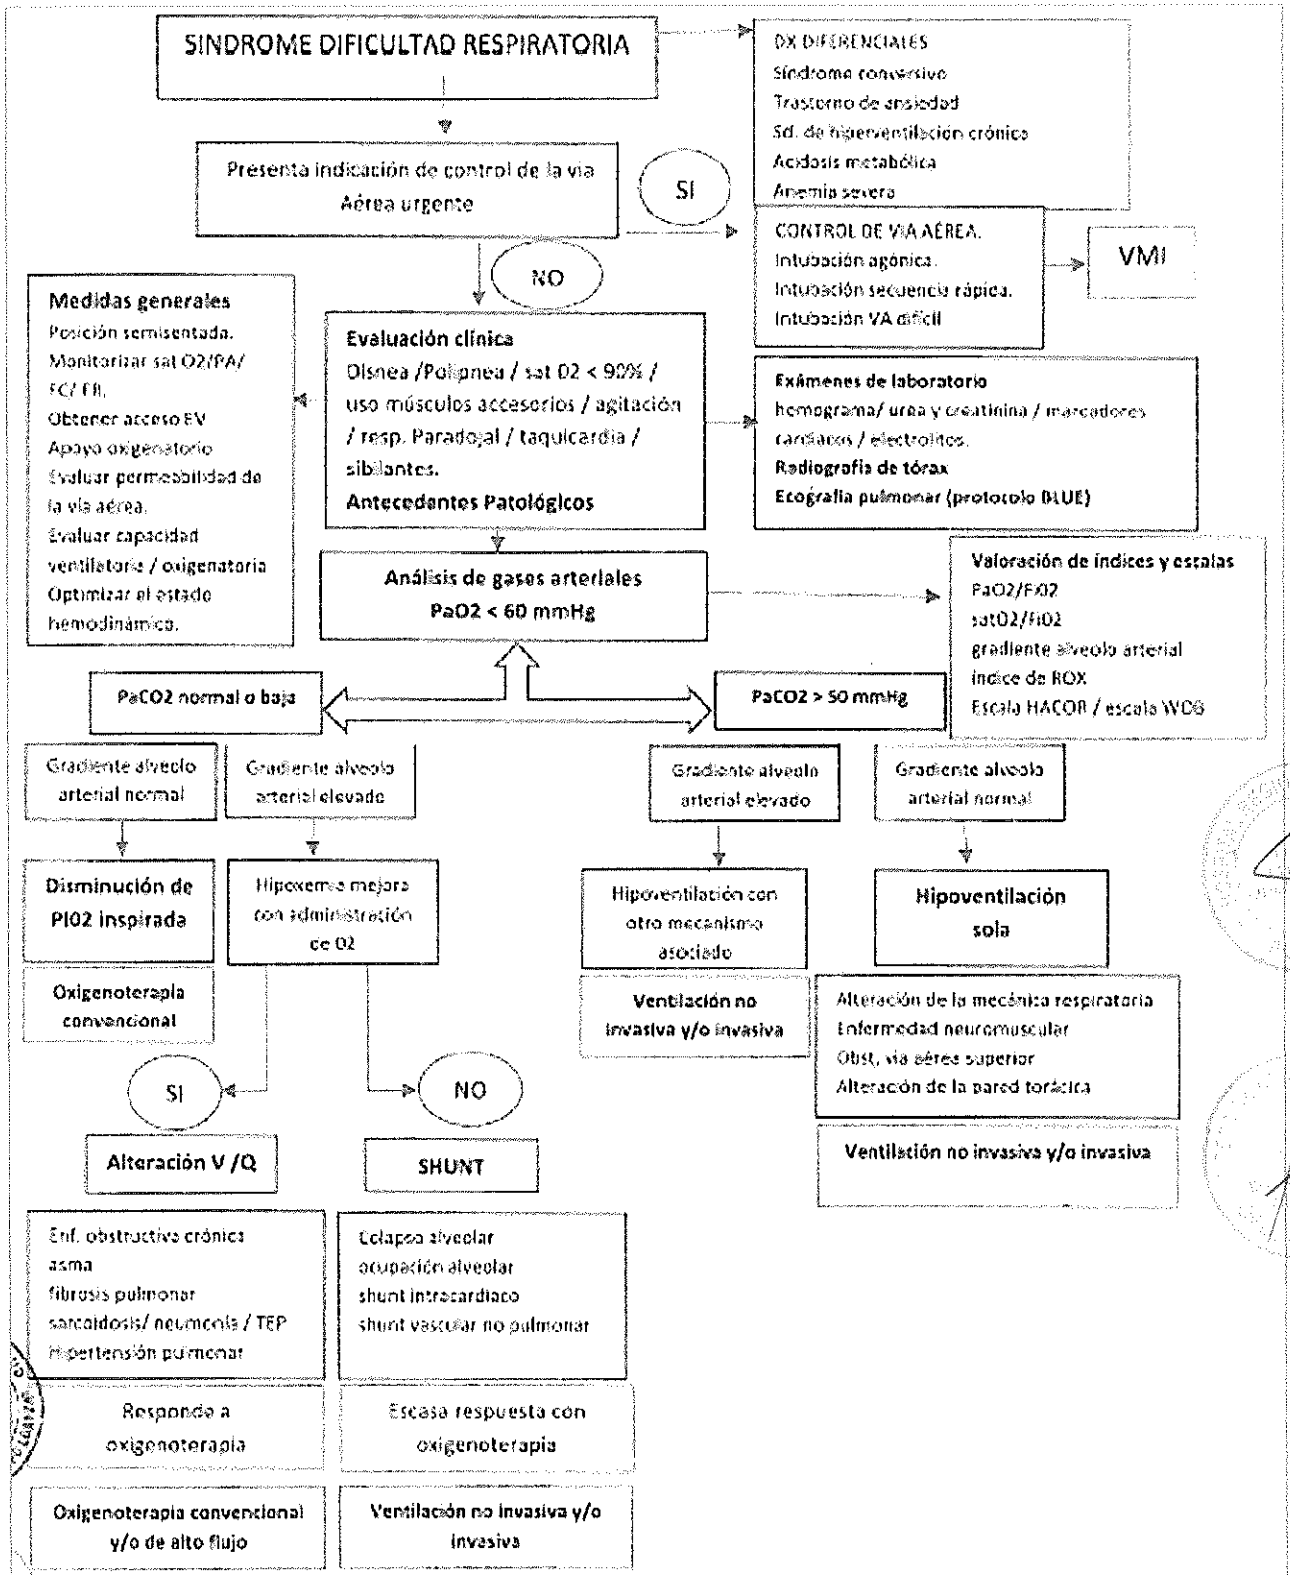 SINDROME DIFICULTAD RESPIRATORIA
DX DIFERENCIALES
Síndrome conversivo
Trastorno de ansiedad
Sd. de hiperventilación crónica
Acidosis metabólica
Anemia severa
Presenta indicación de control de la via
Aérea urgente
SI
CONTROL DE VIA AÉREA.
Intubación agónica.
Intubación secuencia rápida.
Intubación VA difícil
VMI
NO
Medidas generales
Posición semisentada.
Monitorizar sat O2/PA/
FC/ FR.
Obtener acceso EV
Apoyo oxigenatorio
Evaluar permeabilidad de
la vía aérea.
Evaluar capacidad
ventilatoria / oxigenatoria
Optimizar el estado
hemodinámico.
Evaluación clínica
Disnea /Polipnea / sat 02 < 90% /
uso músculos accesorios / agitación
/ resp. Paradojal / taquicardia /
sibilantes.
Antecedentes Patológicos
Exámenes de laboratorio
hemograma/ urea y creatinina / marcadores
cardiacos / electrolitos.
Radiografía de tórax
Ecografía pulmonar (protocolo BLUE)
Análisis de gases arteriales
PaO2 < 60 mmHg
Valoración de índices y escalas
PaO2/FiO2
satO2/FiO2
gradiente alveolo arterial
índice de ROX
Escala HACOR / escala WOB
PaCO2 normal o baja
PaCO2 > 50 mmHg
Gradiente alveolo
arterial normal
Gradiente alveolo
arterial elevado
Gradiente alveolo
arterial elevado
Gradiente alveolo
arterial normal
Disminución de
PI02 inspirada
Hipoxemia mejora
con administración
de 02
Hipoventilación con
otro mecanismo
asociado
Hipoventilación
sola
Oxigenoterapia
convencional
Ventilación no
invasiva y/o invasiva
Alteración de la mecánica respiratoria
Enfermedad neuromuscular
Obst, via aérea superior
Alteración de la pared torácica
SI
NO
Ventilación no invasiva y/o invasiva
Alteración V /Q
SHUNT
Enf. obstructiva crónica
asma
fibrosis pulmonar
sarcoidosis/ neumonía / TEP
Hipertensión pulmonar
Colapso alveolar
ocupación alveolar
shunt intracardiaco
shunt vascular no pulmonar
Responde a
oxigenoterapia
Escasa respuesta con
oxigenoterapia
Oxigenoterapia convencional
y/o de alto flujo
Ventilación no invasiva y/o
invasiva